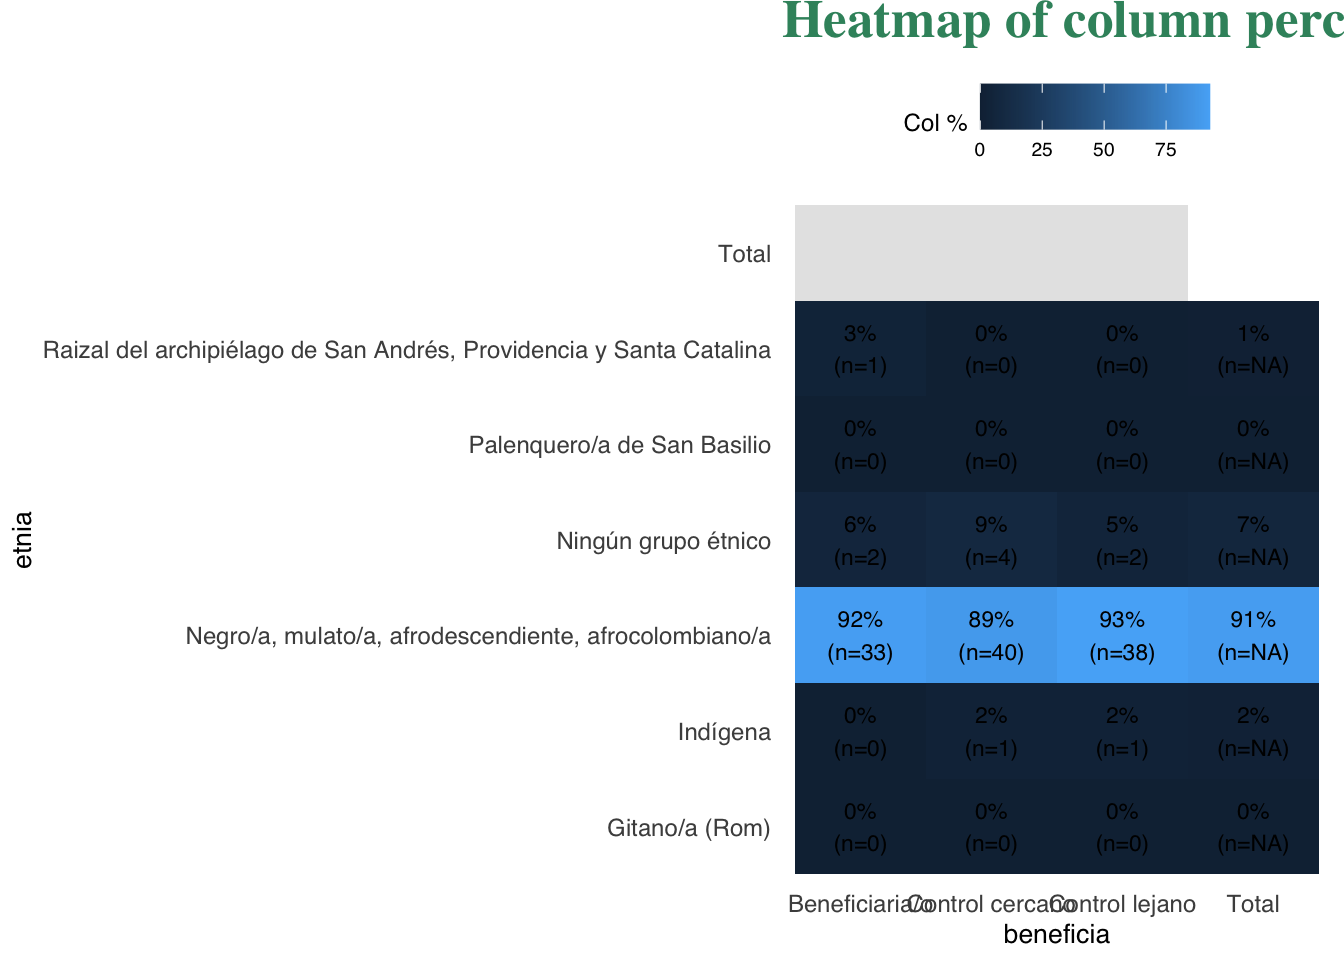 Heatmap of column perc
Col %
0 25 50 75
Total
Raizal del archipiélago de San Andrés, Providencia y Santa Catalina
3% 0% 0% 1%
(n=1) (n=0) (n=0) (n=NA)
Palenquero/a de San Basilio
0% 0% 0% 0%
(n=0) (n=0) (n=0) (n=NA)
Ningún grupo étnico
6% 9% 5% 7%
(n=2) (n=4) (n=2) (n=NA)
Negro/a, mulato/a, afrodescendiente, afrocolombiano/a
92% 89% 93% 91%
(n=33) (n=40) (n=38) (n=NA)
Indígena
0% 2% 2% 2%
(n=0) (n=1) (n=1) (n=NA)
Gitano/a (Rom)
0% 0% 0% 0%
(n=0) (n=0) (n=0) (n=NA)
etnia
Beneficiaria/o Control cercano Control lejano Total
beneficia